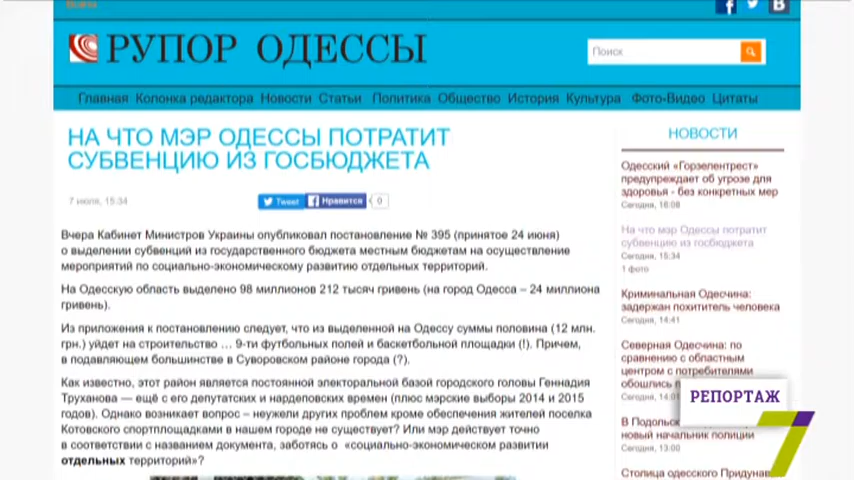 РУПОР ОДЕССЫ
Поиск
Главная Колонка редактора Новости Статьи Политика Общество История Культура Фото-Видео Цитаты
НА ЧТО МЭР ОДЕССЫ ПОТРАТИТ
СУБВЕНЦИЮ ИЗ ГОСБЮДЖЕТА
7 июля, 15:34
Tweet
Нравится
0
Вчера Кабинет Министров Украины опубликовал постановление № 395 (принятое 24 июня)
о выделении субвенций из государственного бюджета местным бюджетам на осуществление
мероприятий по социально-экономическому развитию отдельных территорий.
На Одесскую область выделено 98 миллионов 212 тысяч гривень (на город Одесса – 24 миллиона
гривень).
Из приложения к постановлению следует, что из выделенной на Одессу суммы половина (12 млн.
грн.) уйдет на строительство … 9-ти футбольных полей и баскетбольной площадки (!). Причем,
в подавляющем большинстве в Суворовском районе города (?).
Как известно, этот район является постоянной электоральной базой городского головы Геннадия
Труханова — ещё с его депутатских и нардеповских времен (плюс мэрские выборы 2014 и 2015
годов). Однако возникает вопрос – неужели других проблем кроме обеспечения жителей поселка
Котовского спортплощадками в нашем городе не существует? Или мэр действует точно
в соответствии с названием документа, заботясь о «социально-экономическом развитии
отдельных территорий»?
НОВОСТИ
Одесский «Горзелентрест»
предупреждает об угрозе для
здоровья - без конкретных мер
Сегодня, 16:08
На что мэр Одессы потратит
субвенцию из госбюджета
Сегодня, 15:34
1 фото
Криминальная Одесчина:
задержан похититель человека
Сегодня, 14:41
Северная Одесчина: по
сравнению с областным
центром с потребителями
обошлись
Сегодня, 14:01
В Подольск
новый начальник полиции
Сегодня, 13:00
Столица одесского Придунав
РЕПОРТАЖ
7